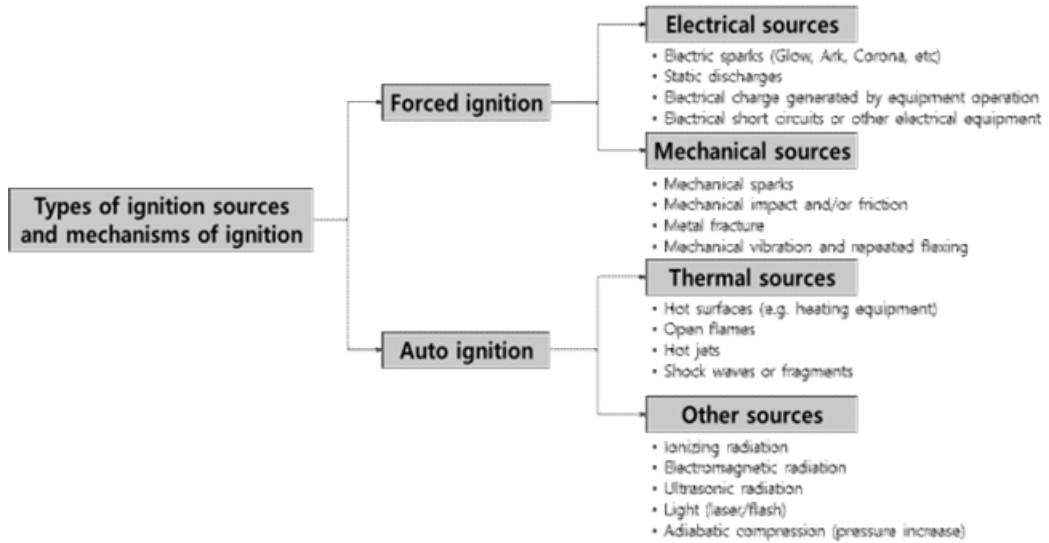 Types of ignition sources
and mechanisms of ignition
Forced ignition
Electrical sources
• Electric sparks (Glow, Ark, Corona, etc)
• Static discharges
• Electrical charge generated by equipment operation
• Electrical short circuits or other electrical equipment
Mechanical sources
• Mechanical sparks
• Mechanical impact and/or friction
• Metal fracture
• Mechanical vibration and repeated flexing
Auto ignition
Thermal sources
• Hot surfaces (e.g. heating equipment)
• Open flames
• Hot jets
• Shock waves or fragments
Other sources
• Ionizing radiation
• Electromagnetic radiation
• Ultrasonic radiation
• Light (laser/flash)
• Adiabatic compression (pressure increase)